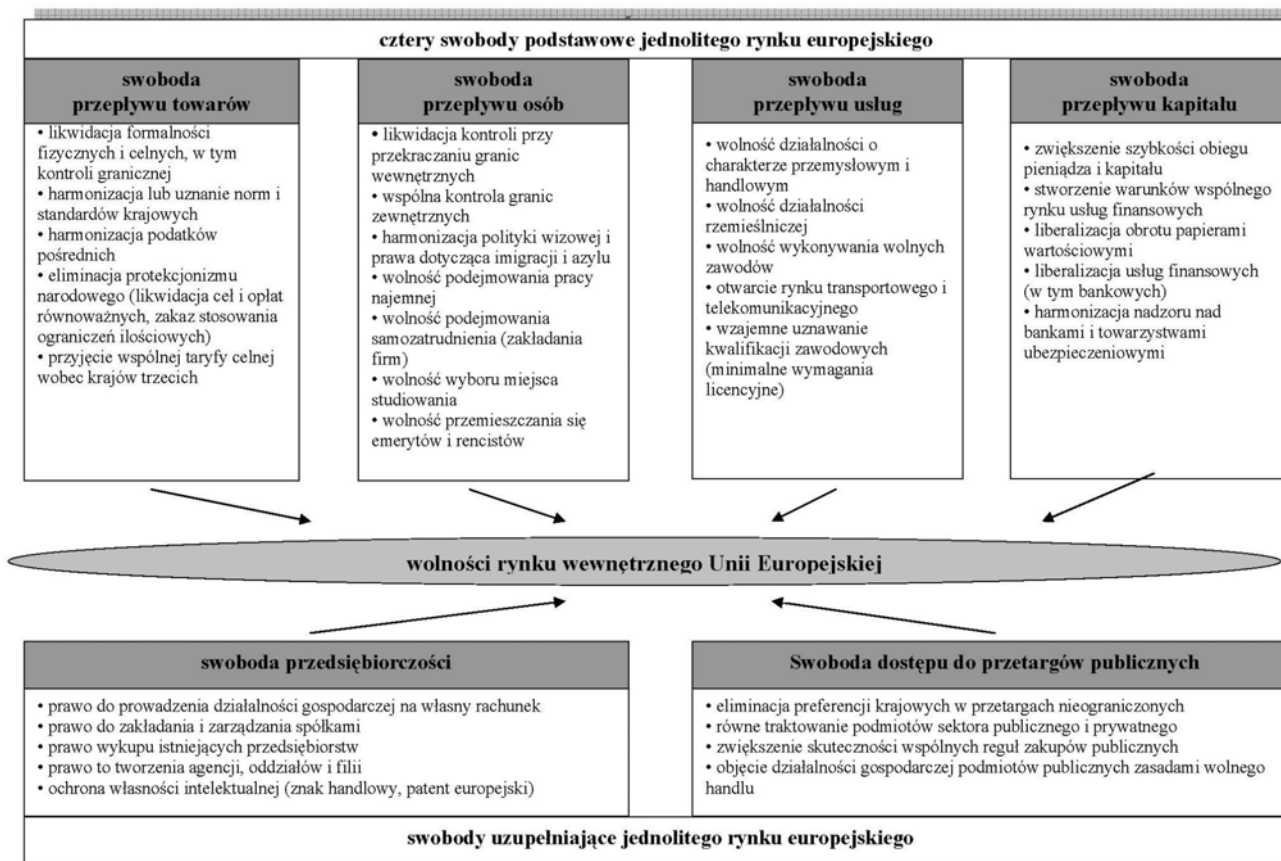 cztery swobody podstawowe jednolitego rynku europejskiego
swoboda
przepływu towarów
• likwidacja formalności
fizycznych i celnych, w tym
kontroli granicznej
• harmonizacja lub uznanie norm i
standardów krajowych
• harmonizacja podatków
pośrednich
• eliminacja protekcjonizmu
narodowego (likwidacja ceł i opłat
równoważnych, zakaz stosowania
ograniczeń ilościowych)
• przyjęcie wspólnej taryfy celnej
wobec krajów trzecich
swoboda
przepływu osób
• likwidacja kontroli przy
przekraczaniu granic
wewnętrznych
• wspólna kontrola granic
zewnętrznych
• harmonizacja polityki wizowej i
prawa dotycząca imigracji i azylu
• wolność podejmowania pracy
najemnej
• wolność podejmowania
samozatrudnienia (zakładania
firm)
• wolność wyboru miejsca
studiowania
• wolność przemieszczania się
emerytów i rencistów
swoboda
przepływu usług
• wolność działalności o
charakterze przemysłowym i
handlowym
• wolność działalności
rzemieślniczej
• wolność wykonywania wolnych
zawodów
• otwarcie rynku transportowego i
telekomunikacyjnego
• wzajemne uznawanie
kwalifikacji zawodowych
(minimalne wymagania
licencyjne)
swoboda
przepływu kapitału
• zwiększenie szybkości obiegu
pieniądza i kapitału
• stworzenie warunków wspólnego
rynku usług finansowych
• liberalizacja obrotu papierami
wartościowymi
• liberalizacja usług finansowych
(w tym bankowych)
• harmonizacja nadzoru nad
bankami i towarzystwami
ubezpieczeniowymi
wolności rynku wewnętrznego Unii Europejskiej
swoboda przedsiębiorczości
• prawo do prowadzenia działalności gospodarczej na własny rachunek
• prawo do zakładania i zarządzania spółkami
• prawo wykupu istniejących przedsiębiorstw
• prawo to tworzenia agencji, oddziałów i filii
• ochrona własności intelektualnej (znak handlowy, patent europejski)
Swoboda dostępu do przetargów publicznych
• eliminacja preferencji krajowych w przetargach nieograniczonych
• równe traktowanie podmiotów sektora publicznego i prywatnego
• zwiększenie skuteczności wspólnych reguł zakupów publicznych
• objęcie działalności gospodarczej podmiotów publicznych zasadami wolnego
handlu
swobody uzupełniające jednolitego rynku europejskiego